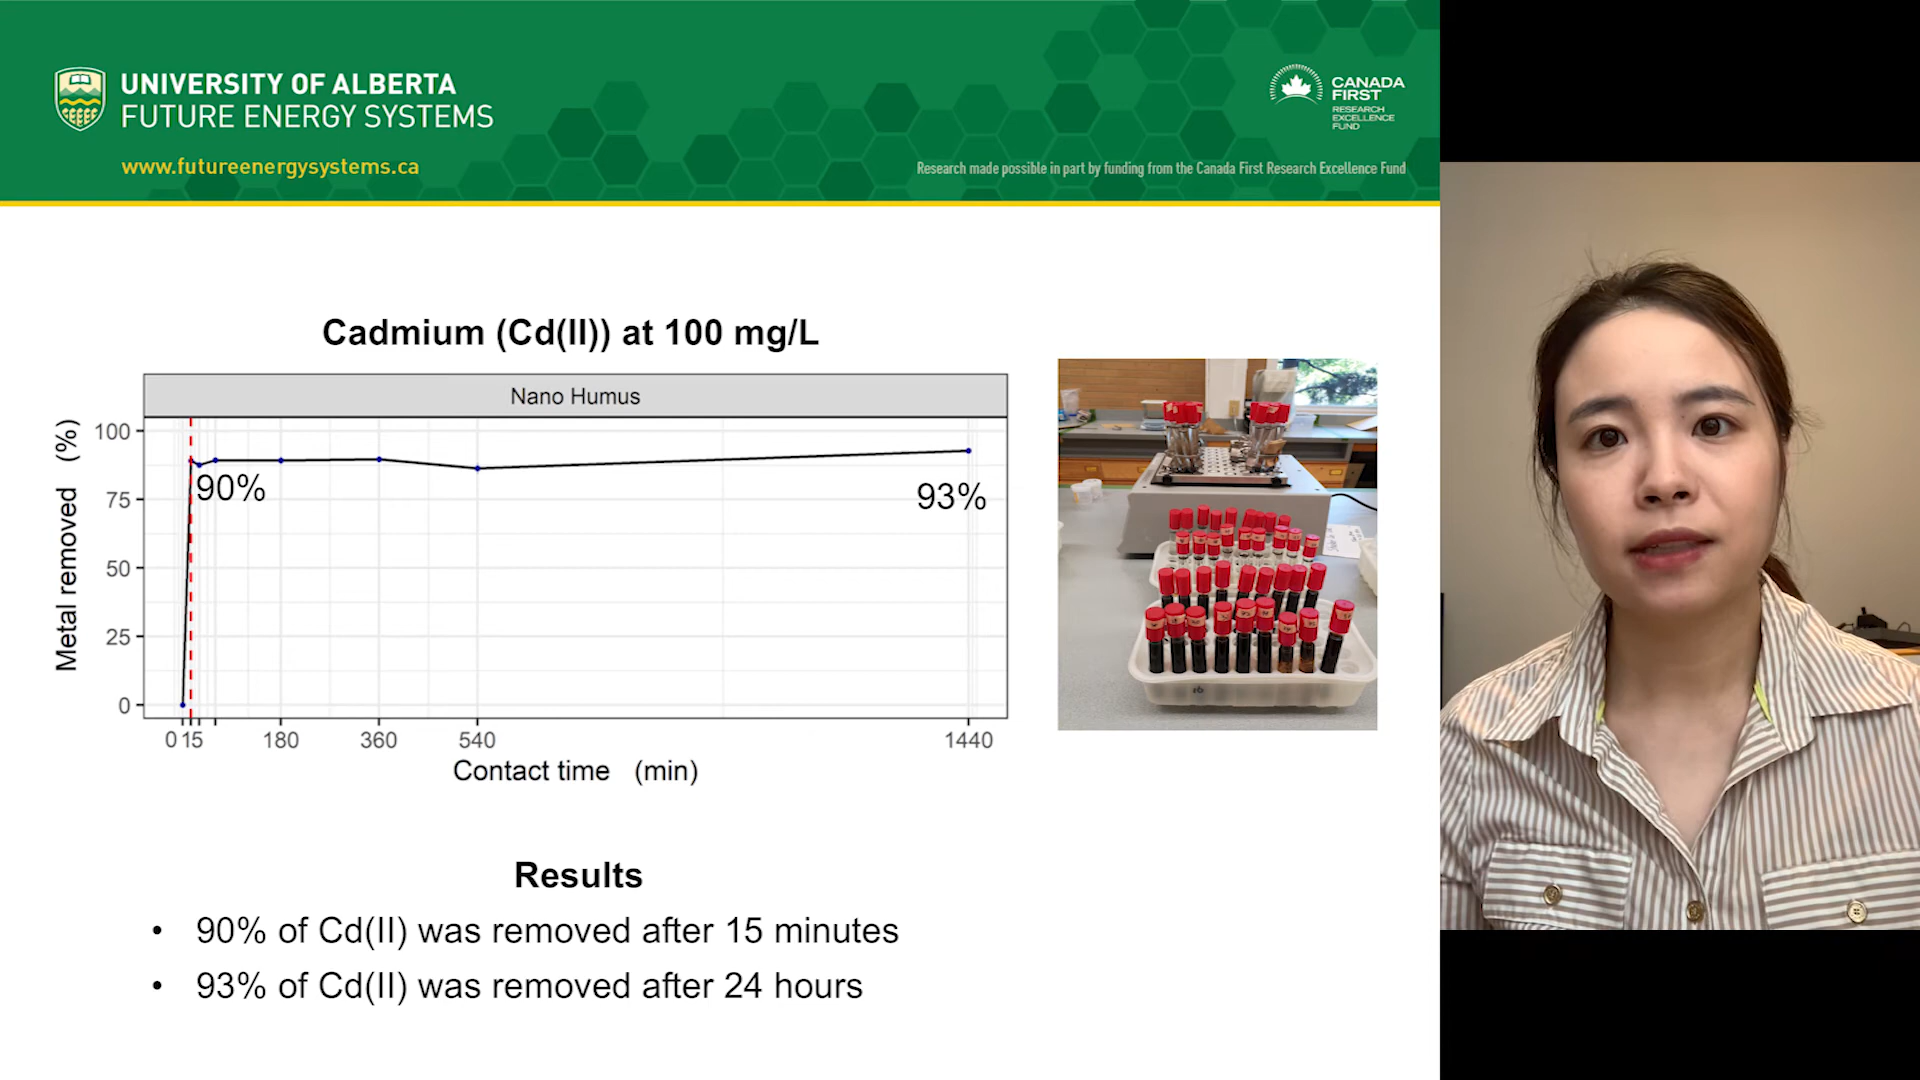 UNIVERSITY OF ALBERTA
FUTURE ENERGY SYSTEMS
www.futureenergysystems.ca
CANADA
FIRST
RESEARCH
EXCELLENCE
FUND
Research made possible in part by funding from the Canada First Research Excellence Fund
Cadmium (Cd(II)) at 100 mg/L
Nano Humus
Metal removed (%)
100
75
50
25
0
90%
93%
0 15 180 360 540 1440
Contact time (min)
Results
• 90% of Cd(II) was removed after 15 minutes
• 93% of Cd(II) was removed after 24 hours